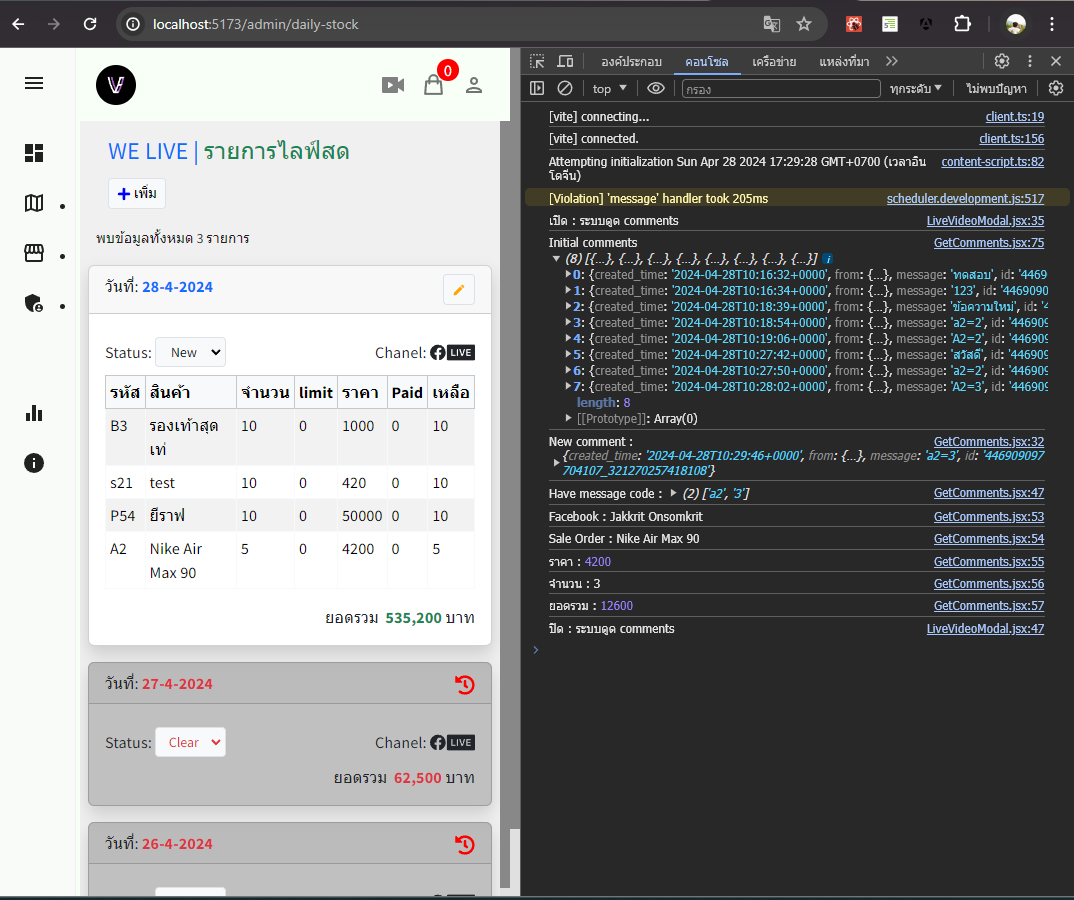 localhost:5173/admin/daily-stock
0
WE LIVE | รายการไลฟ์สด
+ เพิ่ม
พบข้อมูลทั้งหมด 3 รายการ
วันที่: 28-4-2024
Status: New Chanel: LIVE
รหัส สินค้า จำนวน limit ราคา Paid เหลือ
B3 รองเท้าสุด 10 0 1000 0 10
เท่
s21 test 10 0 420 0 10
P54 ยีราฟ 10 0 50000 0 10
A2 Nike Air 5 0 4200 0 5
Max 90
ยอดรวม 535,200 บาท
วันที่: 27-4-2024
Status: Clear Chanel: LIVE
ยอดรวม 62,500 บาท
วันที่: 26-4-2024
องค์ประกอบ คอนโซล เครือข่าย แหล่งที่มา
top กรอง ทุกระดับ ไม่พบปัญหา
[vite] connecting... client.ts:19
[vite] connected. client.ts:156
Attempting initialization Sun Apr 28 2024 17:29:28 GMT+0700 (เวลาอิน content-script.ts:82
โดจีน)
[Violation] 'message' handler took 205ms scheduler.development.js:517
เปิด : ระบบดูด comments LiveVideoModal.jsx:35
Initial comments GetComments.jsx:75
(8) [{…}, {…}, {…}, {…}, {…}, {…}, {…}, {…}]
0: {created_time: '2024-04-28T10:16:32+0000', from: {…}, message: 'ทดสอบ', id: '4469
1: {created_time: '2024-04-28T10:16:34+0000', from: {…}, message: '123', id: '4469090
2: {created_time: '2024-04-28T10:18:39+0000', from: {…}, message: 'ข้อความใหม่', id: '4
3: {created_time: '2024-04-28T10:18:54+0000', from: {…}, message: 'a2=2', id: '446909
4: {created_time: '2024-04-28T10:19:06+0000', from: {…}, message: 'A2=2', id: '446909
5: {created_time: '2024-04-28T10:27:42+0000', from: {…}, message: 'สวัสดี', id: '446909
6: {created_time: '2024-04-28T10:27:50+0000', from: {…}, message: 'a2=2', id: '446909
7: {created_time: '2024-04-28T10:28:02+0000', from: {…}, message: 'A2=3', id: '446909
length: 8
[[Prototype]]: Array(0)
New comment : GetComments.jsx:32
{created_time: '2024-04-28T10:29:46+0000', from: {…}, message: 'a2=3', id: '446909097
704107_321270257418108'}
Have message code : (2) ['a2', '3'] GetComments.jsx:47
Facebook : Jakkrit Onsomkrit GetComments.jsx:53
Sale Order : Nike Air Max 90 GetComments.jsx:54
ราคา : 4200 GetComments.jsx:55
จำนวน : 3 GetComments.jsx:56
ยอดรวม : 12600 GetComments.jsx:57
ปิด : ระบบดูด comments LiveVideoModal.jsx:47